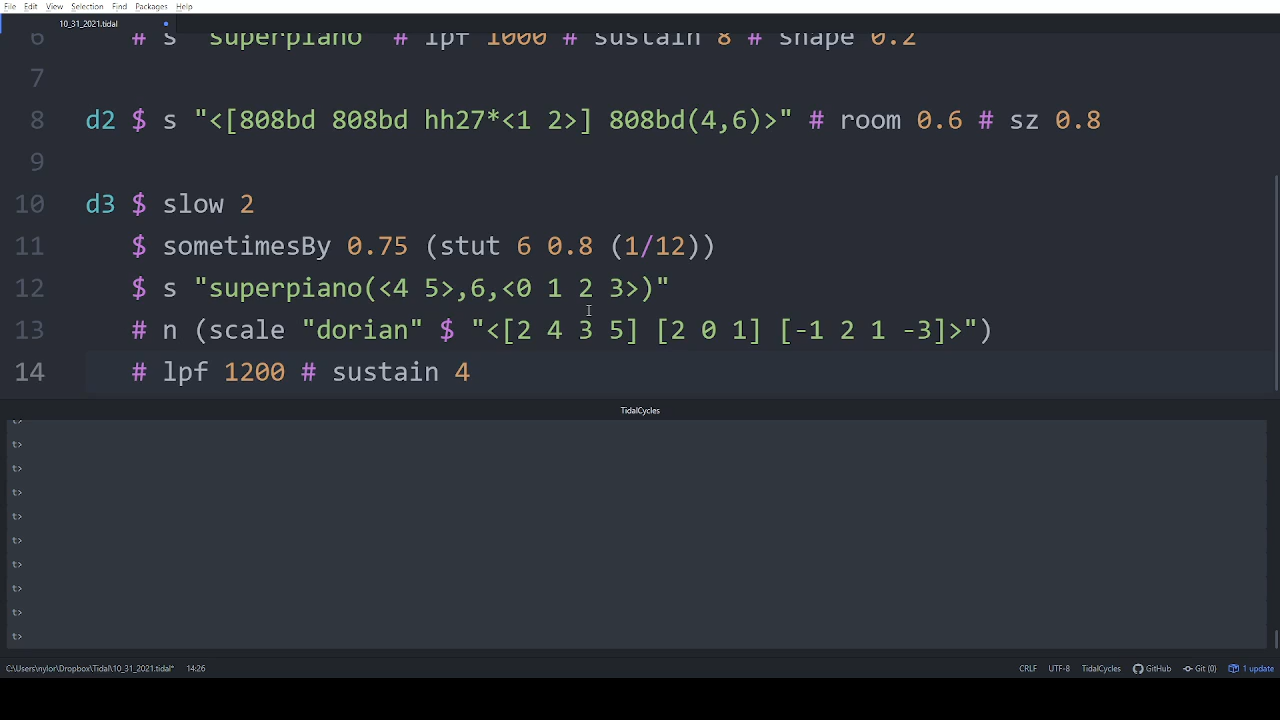 File Edit View Selection Find Packages Help
10_31_2021.tidal
6 # s "superpiano" # lpf 1000 # sustain 8 # shape 0.2
7
8 d2 $ s "<[808bd 808bd hh27*<1 2>] 808bd(4,6)>" # room 0.6 # sz 0.8
9
10 d3 $ slow 2
11 $ sometimesBy 0.75 (stut 6 0.8 (1/12))
12 $ s "superpiano(<4 5>,6,<0 1 2 3>)"
13 # n (scale "dorian" $ "<[2 4 3 5] [2 0 1] [-1 2 1 -3]>")
14 # lpf 1200 # sustain 4
TidalCycles
t>
t>
t>
t>
t>
t>
t>
t>
t>
t>
C:\Users\nylor\Dropbox\Tidal\10_31_2021.tidal* 14:26 CRLF UTF-8 TidalCycles GitHub Git (0) 1 update